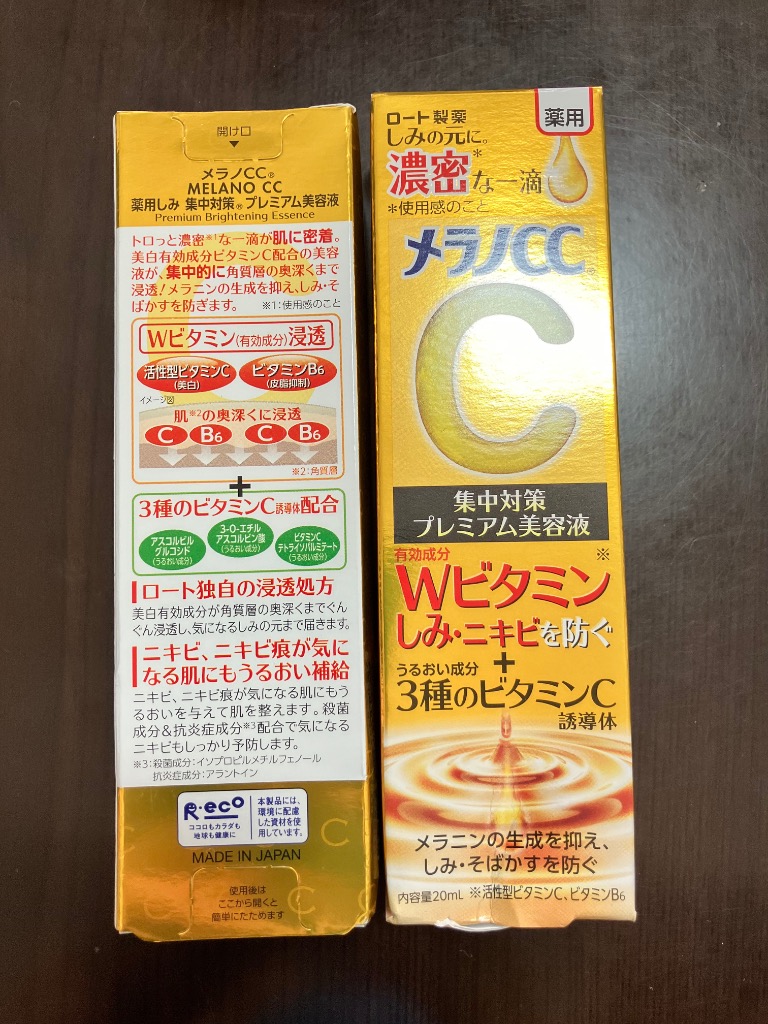 開け口
▼
メラノCC®
MELANO CC
薬用しみ 集中対策® プレミアム美容液
Premium Brightening Essence
トロっと濃密※1な一滴が肌に密着。
美白有効成分ビタミンC配合の美容
液が、集中的に角質層の奥深くまで
浸透!メラニンの生成を抑え、しみ・そ
ばかすを防ぎます。 ※1:使用感のこと
Wビタミン(有効成分)浸透
活性型ビタミンC
(美白)
ビタミンB6
(皮脂抑制)
イメージ図
肌※2の奥深くに浸透
C B6 C B6
※2:角質層
+
3種のビタミンC誘導体配合
アスコルビル
グルコシド
(うるおい成分)
3-O-エチル
アスコルビン酸
(うるおい成分)
ビタミンC
テトライソパルミテート
(うるおい成分)
ロート独自の浸透処方
美白有効成分が角質層の奥深くまでぐん
ぐん浸透し、気になるしみの元まで届きます。
ニキビ、ニキビ痕が気に
なる肌にもうるおい補給
ニキビ、ニキビ痕が気になる肌にもう
るおいを与えて肌を整えます。殺菌
成分&抗炎症成分※3配合で気になる
ニキビもしっかり予防します。
※3:殺菌成分:イソプロピルメチルフェノール
抗炎症成分:アラントイン
R・eco
ココロもカラダも
地球も健康に
本製品には、
環境に配慮
した資材を使
用しています。
MADE IN JAPAN
使用後は
ここから開くと
簡単にたためます
薬用
ロート製薬
しみの元に。
濃密*な一滴
*使用感のこと
メラノCC®
C
集中対策
プレミアム美容液
有効成分
Wビタミン※
しみ・ニキビを防ぐ
+
うるおい成分
3種のビタミンC
誘導体
メラニンの生成を抑え、
しみ・そばかすを防ぐ
内容量20mL ※活性型ビタミンC、ビタミンB6